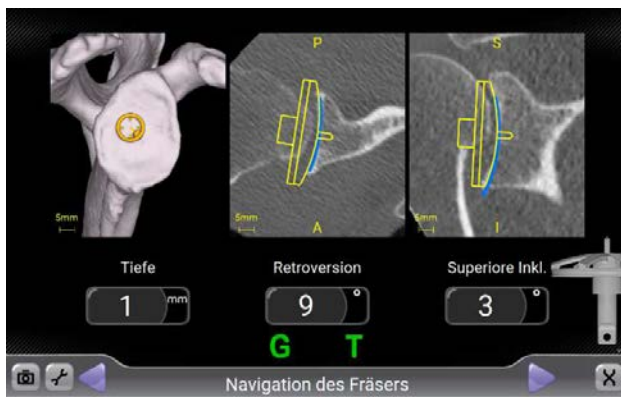 P
S
5mm
5mm
A
5mm
I
Tiefe
Retroversion
Superiore Inkl.
1 mm
9 °
3 °
G T
Navigation des Fräsers
X